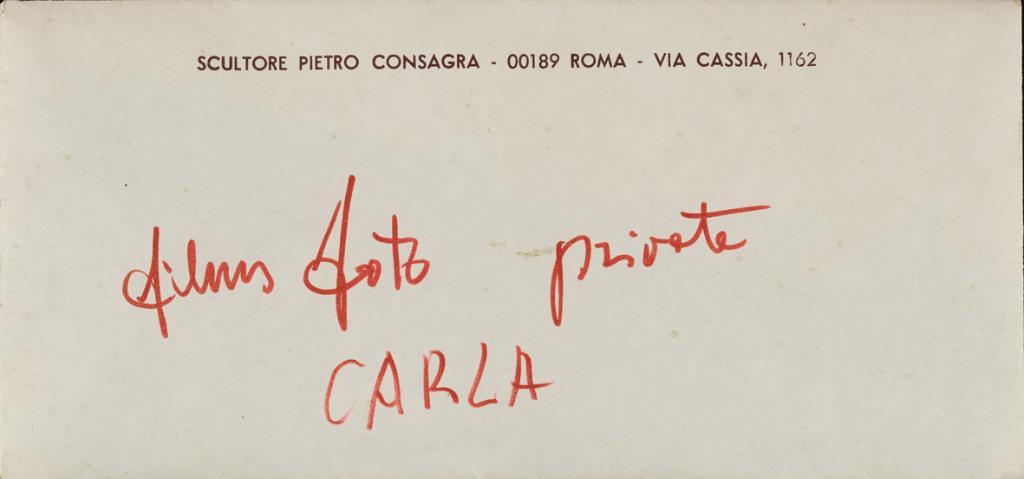 SCULTORE PIETRO CONSAGRA - 00189 ROMA - VIA CASSIA, 1162
films foto private
CARLA